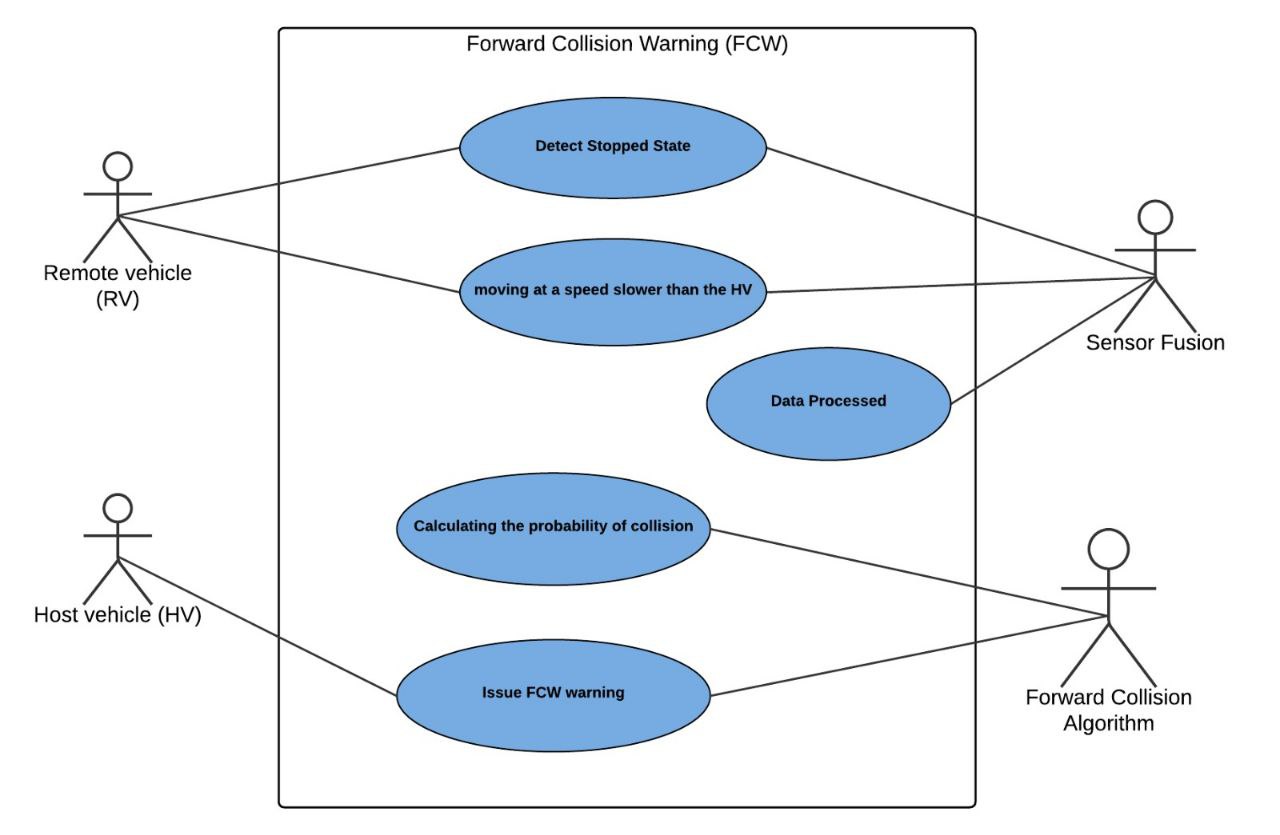 Forward Collision Warning (FCW)
Detect Stopped State
Remote vehicle
(RV)
moving at a speed slower than the HV
Sensor Fusion
Data Processed
Calculating the probability of collision
Host vehicle (HV)
Issue FCW warning
Forward Collision
Algorithm